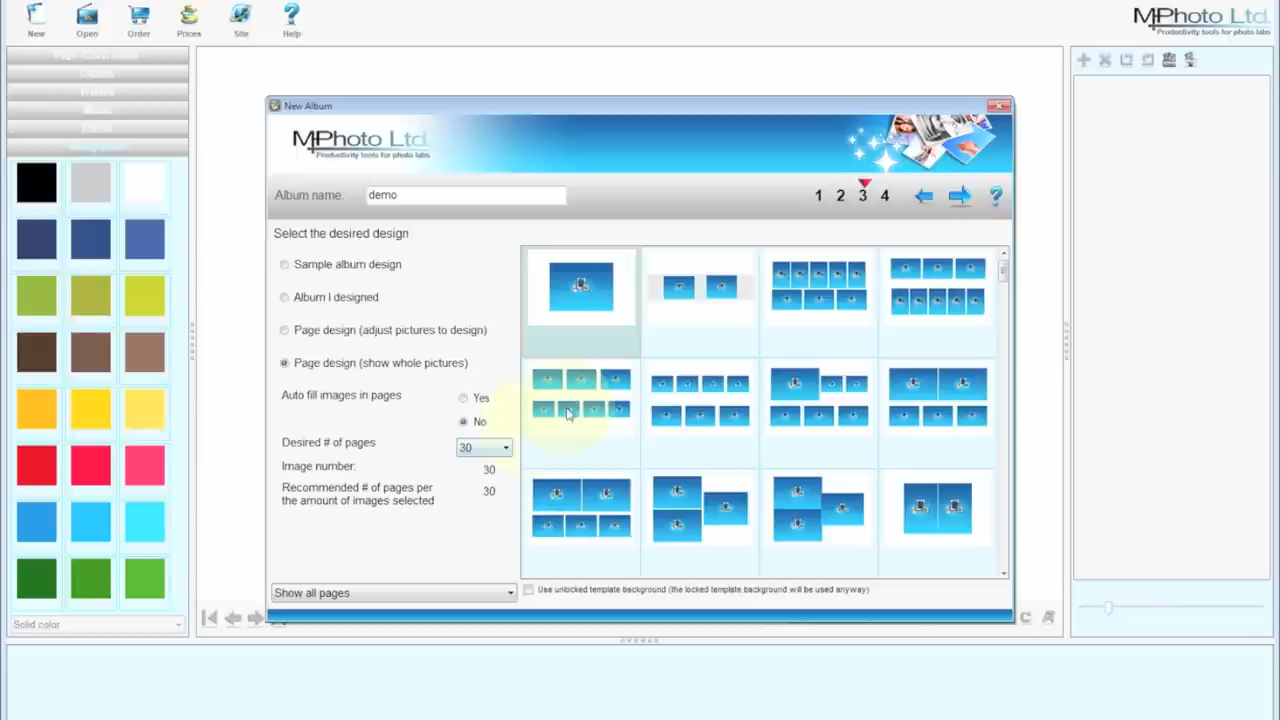 New
Open
Order
Prices
Site
Help
M-Photo Ltd.
Productivity tools for photo labs
New Album
M-Photo Ltd.
Productivity tools for photo labs
Album name:
demo
1 2 3 4
Select the desired design
Sample album design
Album I designed
Page design (adjust pictures to design)
Page design (show whole pictures)
Auto fill images in pages
Yes
No
Desired # of pages
30
Image number:
30
Recommended # of pages per
the amount of images selected
30
Show all pages
Use unlocked template background (the locked template background will be used anyway)
Solid color